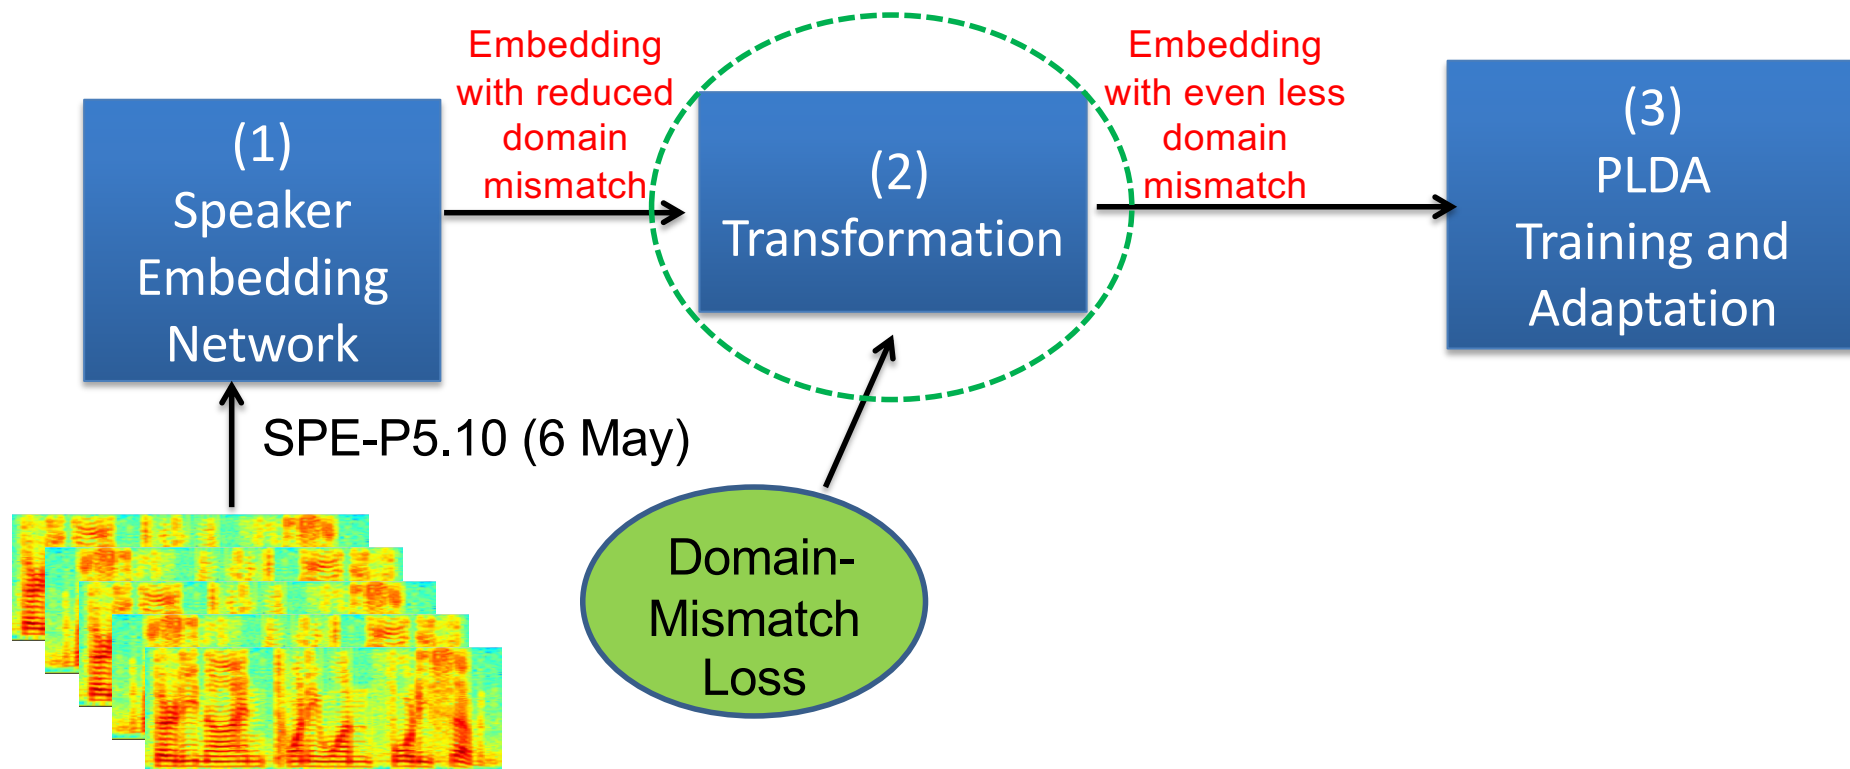 (1)
Speaker
Embedding
Network
Embedding
with reduced
domain
mismatch
(2)
Transformation
Embedding
with even less
domain
mismatch
(3)
PLDA
Training and
Adaptation
SPE-P5.10 (6 May)
Domain-
Mismatch
Loss